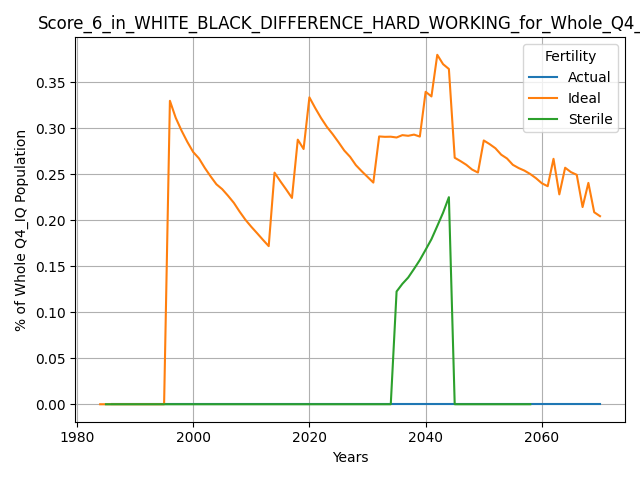 Score_6_in_WHITE_BLACK_DIFFERENCE_HARD_WORKING_for_Whole_Q4_
Fertility
Actual
Ideal
Sterile
% of Whole Q4_IQ Population
0.35
0.30
0.25
0.20
0.15
0.10
0.05
0.00
1980 2000 2020 2040 2060
Years